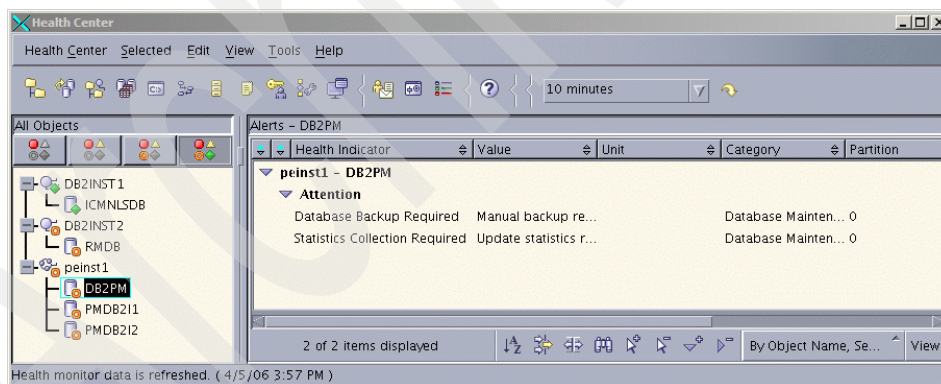 Health Center
Health Center Selected Edit View Tools Help
10 minutes
All Objects
Alerts - DB2PM
Health Indicator Value Unit Category Partition
DB2INST1
ICMNLSDB
DB2INST2
RMDB
peinst1
DB2PM
PMDB2I1
PMDB2I2
peinst1 - DB2PM
Attention
Database Backup Required Manual backup re... Database Mainten... 0
Statistics Collection Required Update statistics r... Database Mainten... 0
2 of 2 items displayed
By Object Name, Se... View
Health monitor data is refreshed. ( 4/5/06 3:57 PM )